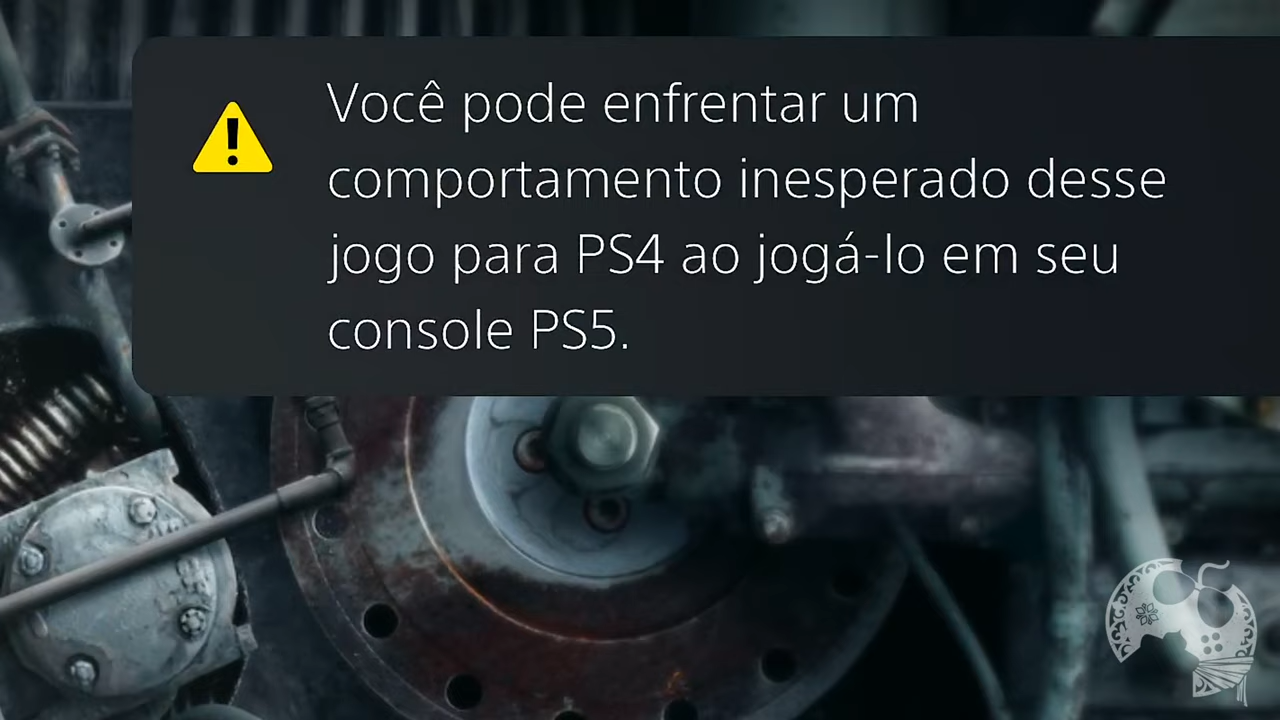 Você pode enfrentar um
comportamento inesperado desse
jogo para PS4 ao jogá-lo em seu
console PS5.